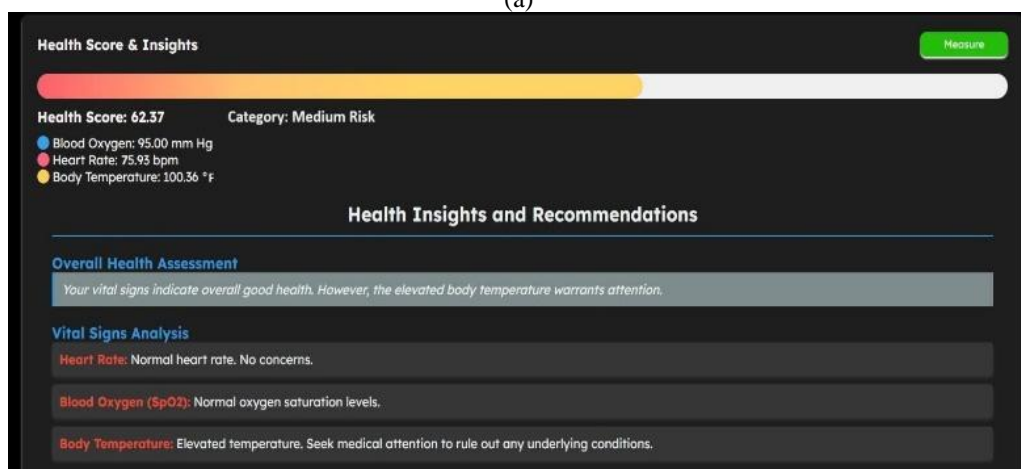 (a)
Health Score & Insights
Measure
Health Score: 62.37 Category: Medium Risk
Blood Oxygen: 95.00 mm Hg
Heart Rate: 75.93 bpm
Body Temperature: 100.36 °F
Health Insights and Recommendations
Overall Health Assessment
Your vital signs indicate overall good health. However, the elevated body temperature warrants attention.
Vital Signs Analysis
Heart Rate: Normal heart rate. No concerns.
Blood Oxygen (SpO2): Normal oxygen saturation levels.
Body Temperature: Elevated temperature. Seek medical attention to rule out any underlying conditions.